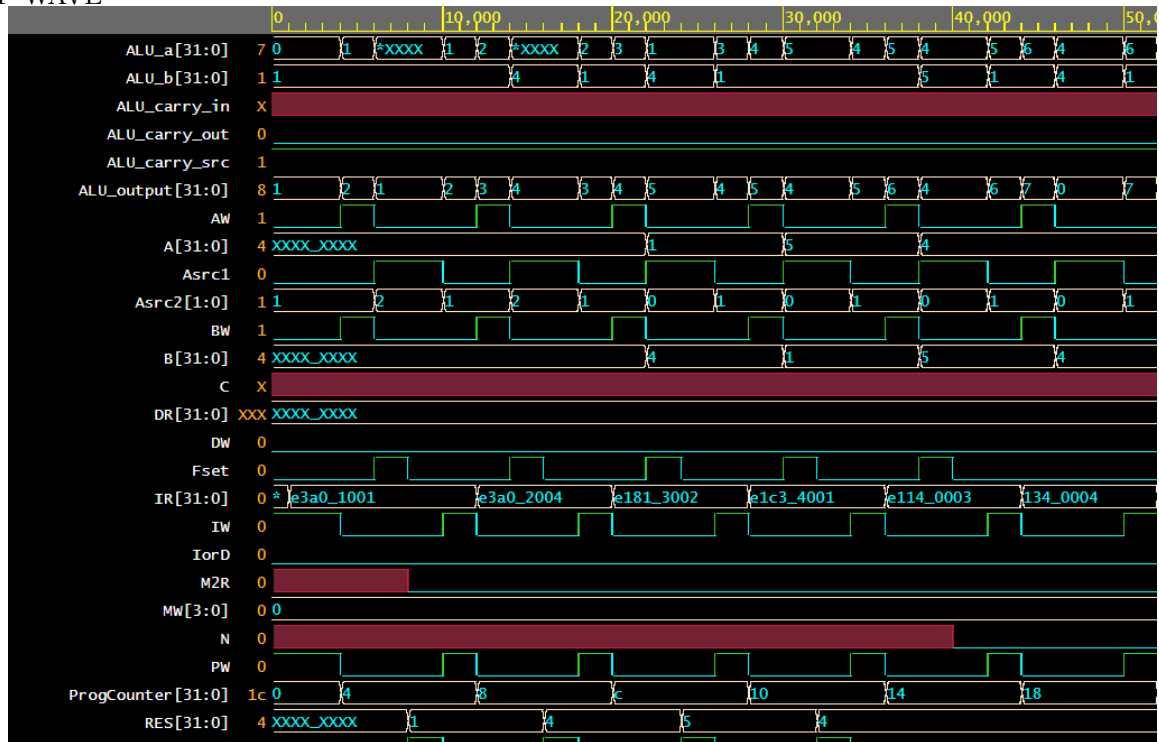 WAVE
0 10,000 20,000 30,000 40,000 50,
ALU_a[31:0] 7 0 1 *XXXX 1 2 *XXXX 2 3 1 3 4 5 4 5 4 5 6 4 6
ALU_b[31:0] 1 1 4 1 4 1 5 1 4 1
ALU_carry_in X
ALU_carry_out 0
ALU_carry_src 1
ALU_output[31:0] 8 1 2 1 2 3 4 3 4 5 4 5 4 5 6 4 6 7 0 7
AW 1
A[31:0] 4 XXXX_XXXX 1 5 4
Asrc1 0
Asrc2[1:0] 1 1 2 1 2 1 0 1 0 1 0 1 0 1
BW 1
B[31:0] 4 XXXX_XXXX 4 1 5 4
C X
DR[31:0] XXX XXXX_XXXX
DW 0
Fset 0
IR[31:0] 0 * e3a0_1001 e3a0_2004 e181_3002 e1c3_4001 e114_0003 134_0004
IW 0
IorD 0
M2R 0
MW[3:0] 0 0
N 0
PW 0
ProgCounter[31:0] 1c 0 4 8 c 10 14 18
RES[31:0] 4 XXXX_XXXX 1 4 5 4